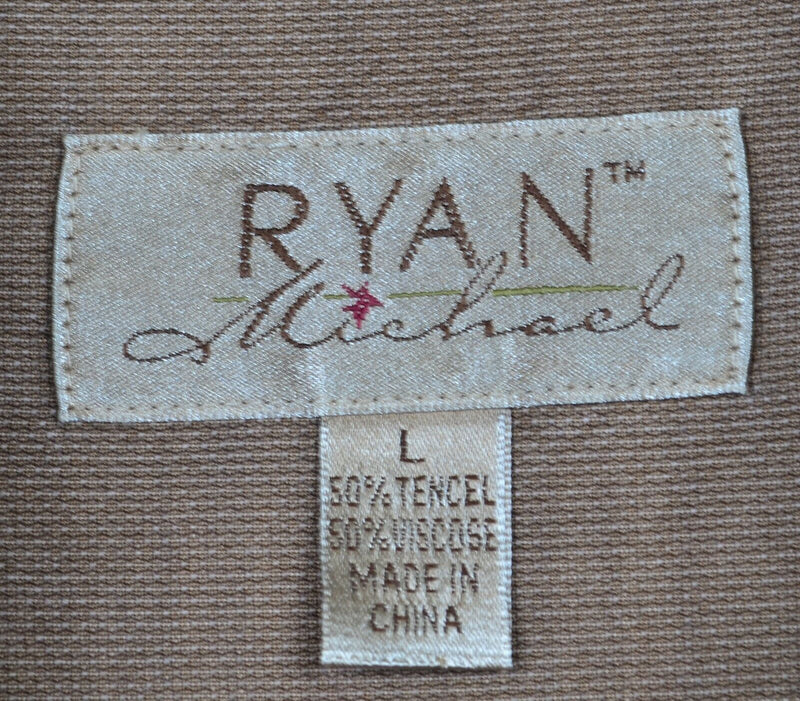 RYAN™
Michael
L
50%TENCEL
50%VISCOSE
MADE IN
CHINA